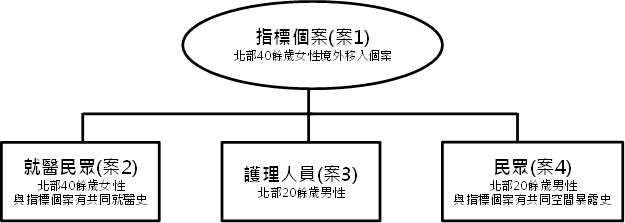 指標個案(案1)
北部40餘歲女性境外移入個案
就醫民眾(案2)
北部40餘歲女性
與指標個案有共同就醫史
護理人員(案3)
北部20餘歲男性
民眾(案4)
北部20餘歲男性
與指標個案有共同空間暴露史